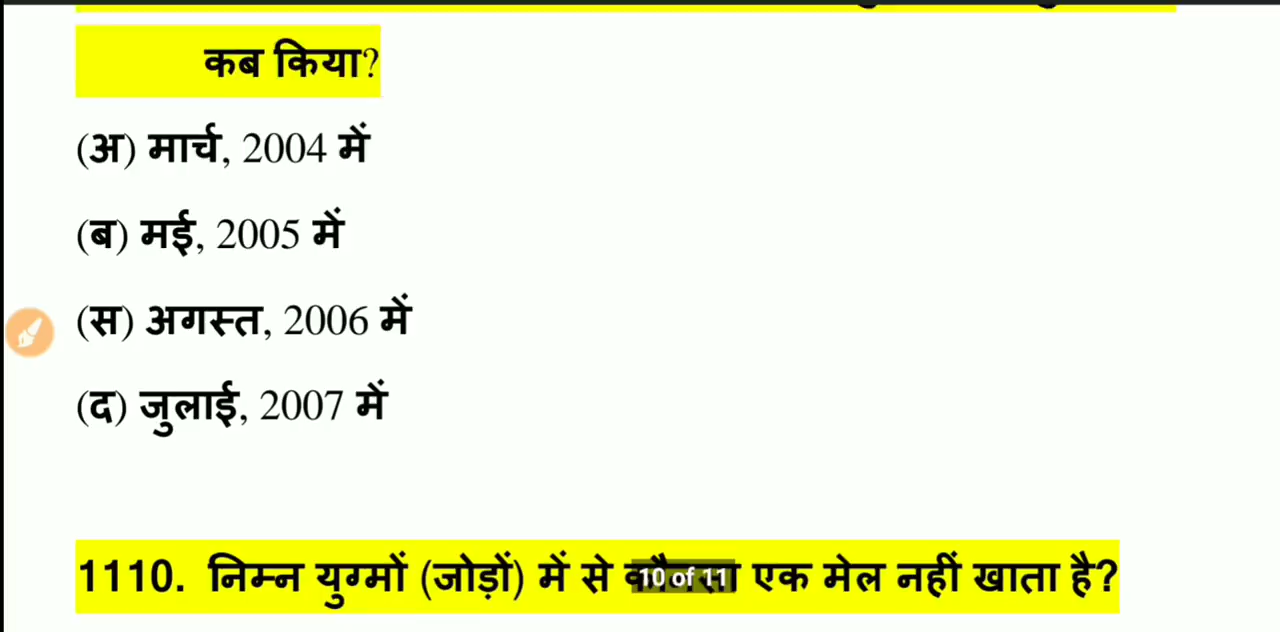 कब किया?
(अ) मार्च, 2004 में
(ब) मई, 2005 में
(स) अगस्त, 2006 में
(द) जुलाई, 2007 में
1110. निम्न युग्मों (जोड़ों) में से एक मेल नहीं खाता है?
10 of 11